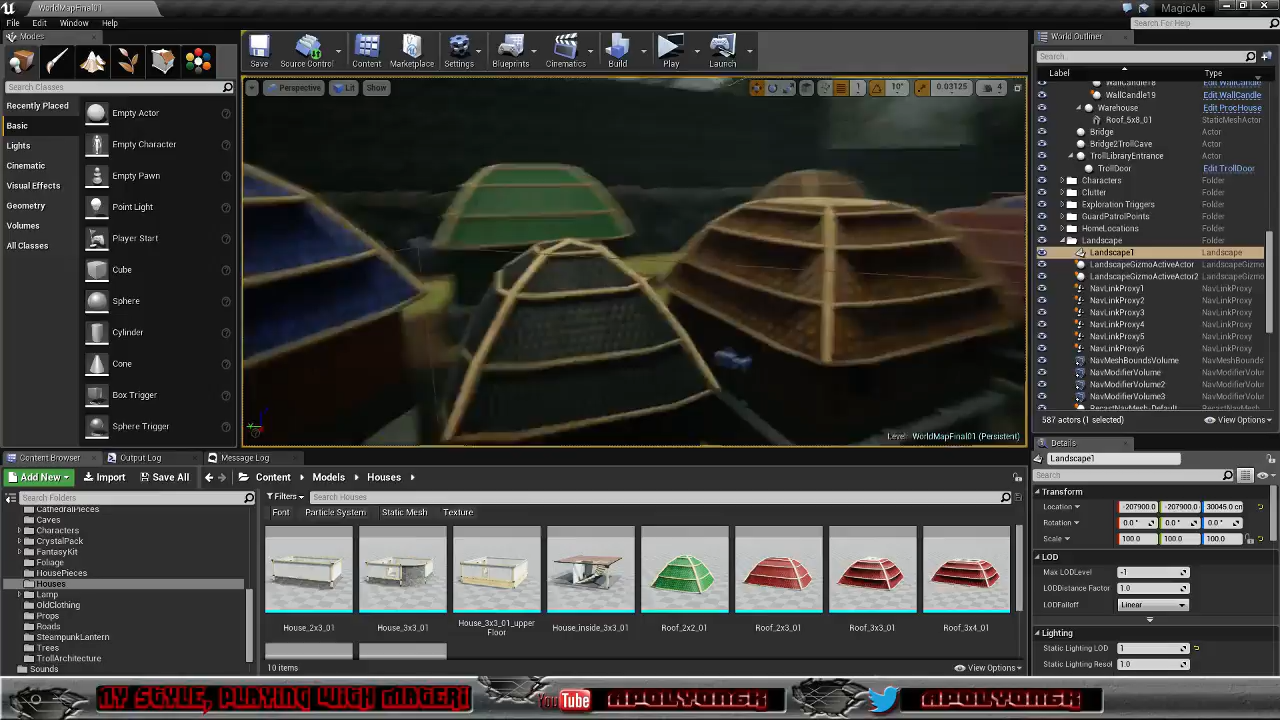 WorldMapFinal01
MagicAle
File Edit Window Help
Search For Help
Modes
Search Classes
Recently Placed
Basic
Lights
Cinematic
Visual Effects
Geometry
Volumes
All Classes
Empty Actor
Empty Character
Empty Pawn
Point Light
Player Start
Cube
Sphere
Cylinder
Cone
Box Trigger
Sphere Trigger
Save
Source Control
Content
Marketplace
Settings
Blueprints
Cinematics
Build
Play
Launch
Perspective Lit Show
1 10° 0.03125 4
Level: WorldMapFinal01 (Persistent)
World Outliner
Search
Label Type
WallCandle18 Edit WallCandle
WallCandle19 Edit WallCandle
Warehouse Edit ProcHouse
Roof_5x8_01 StaticMeshActor
Bridge Actor
Bridge2TrollCave Actor
TrollLibraryEntrance Actor
TrollDoor Edit TrollDoor
Characters Folder
Clutter Folder
Exploration Triggers Folder
GuardPatrolPoints Folder
HomeLocations Folder
Landscape Folder
Landscape1 Landscape
LandscapeGizmoActiveActor LandscapeGizmo
LandscapeGizmoActiveActor2 LandscapeGizmo
NavLinkProxy1 NavLinkProxy
NavLinkProxy2 NavLinkProxy
NavLinkProxy3 NavLinkProxy
NavLinkProxy4 NavLinkProxy
NavLinkProxy5 NavLinkProxy
NavLinkProxy6 NavLinkProxy
NavMeshBoundsVolume NavMeshBounds
NavModifierVolume NavModifierVolu
NavModifierVolume2 NavModifierVolu
NavModifierVolume3 NavModifierVolu
RecastNavMesh-Default RecastNavMesh
587 actors (1 selected) View Options
Details
Landscape1
Search
Transform
Location -207900.0 -207900.0 30045.0 cm
Rotation 0.0 ° 0.0 ° 0.0 °
Scale 100.0 100.0 100.0
LOD
Max LODLevel -1
LODDistance Factor 1.0
LODFalloff Linear
Lighting
Static Lighting LOD 1
Static Lighting Resol 1.0
Content Browser Output Log Message Log
Add New Import Save All Content Models Houses
Search Folders
CathedralPieces
Caves
Characters
CrystalPack
FantasyKit
Foliage
HousePieces
Houses
Lamp
OldClothing
Props
Roads
SteampunkLantern
Trees
TrollArchitecture
Sounds
Filters Search Houses
Font Particle System Static Mesh Texture
House_2x3_01
House_3x3_01
House_3x3_01_upper Floor
House_inside_3x3_01
Roof_2x2_01
Roof_2x3_01
Roof_3x3_01
Roof_3x4_01
10 items View Options
MY STYLE, PLAYING WITH MATERI
YouTube
APOLYONGK
APOLYONGK